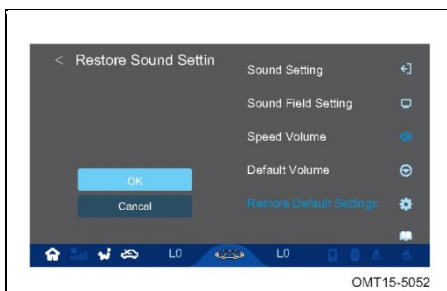 < Restore Sound Settin
Sound Setting
Sound Field Setting
Speed Volume
Default Volume
Restore Default Settings
OK
Cancel
L0
L0
OMT15-5052